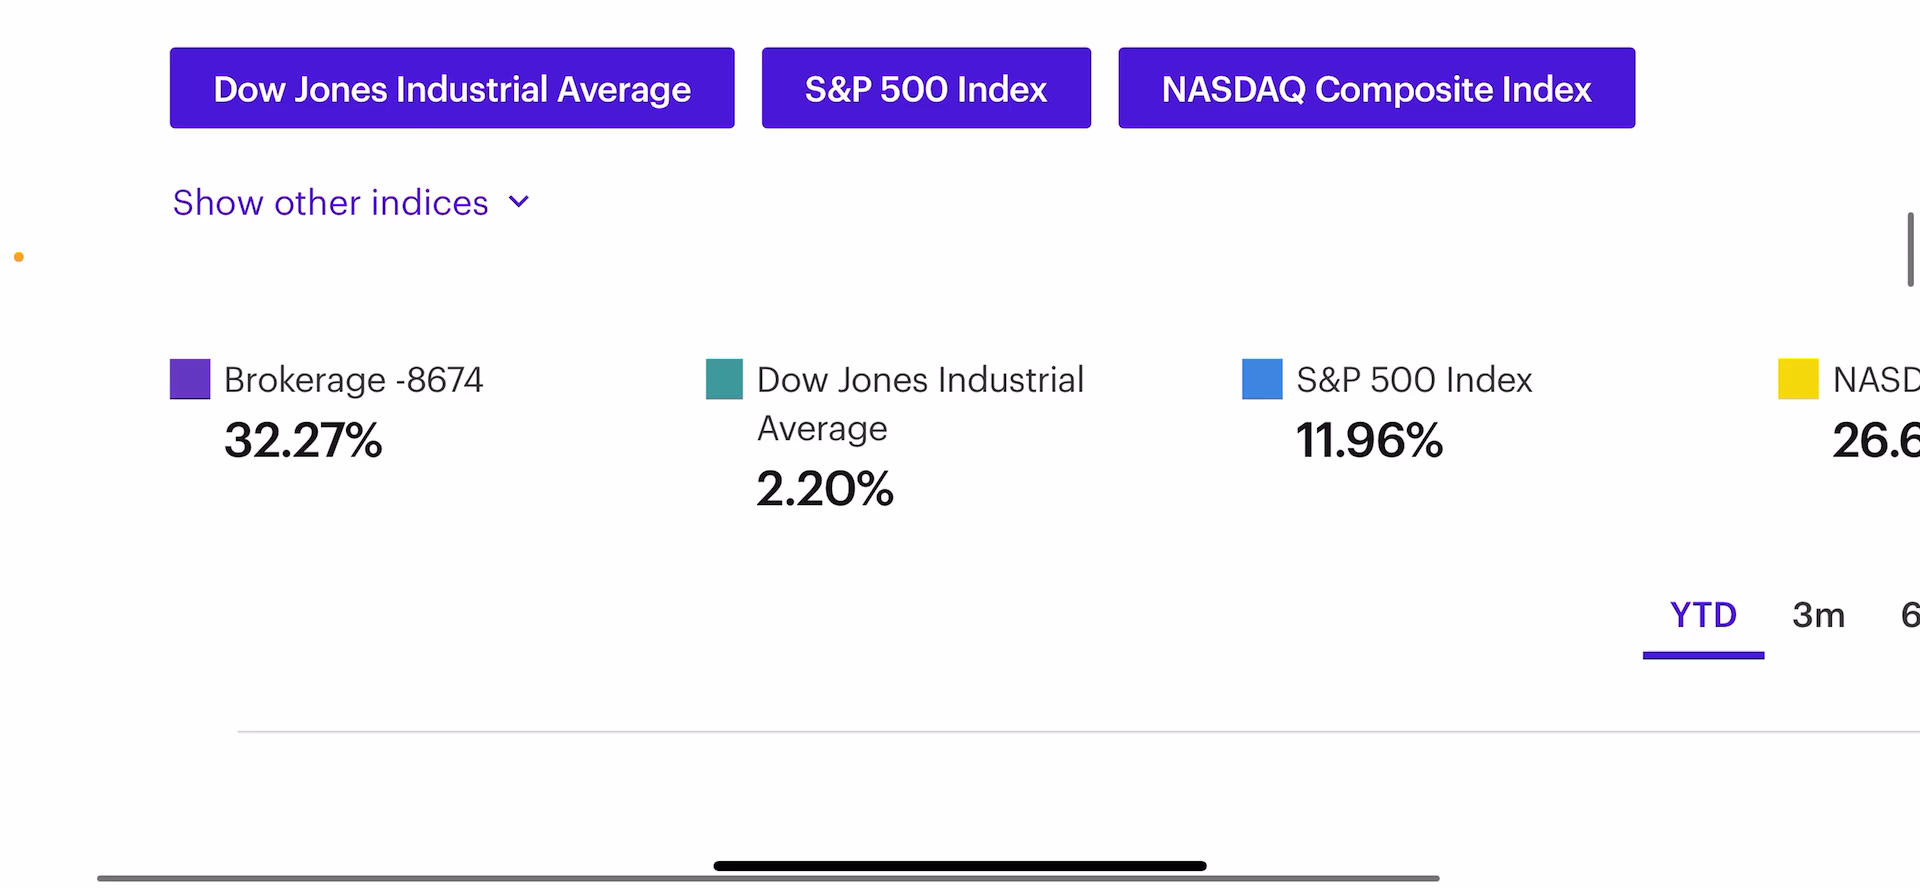 Dow Jones Industrial Average
S&P 500 Index
NASDAQ Composite Index
Show other indices
Brokerage -8674
32.27%
Dow Jones Industrial
Average
2.20%
S&P 500 Index
11.96%
YTD
3m